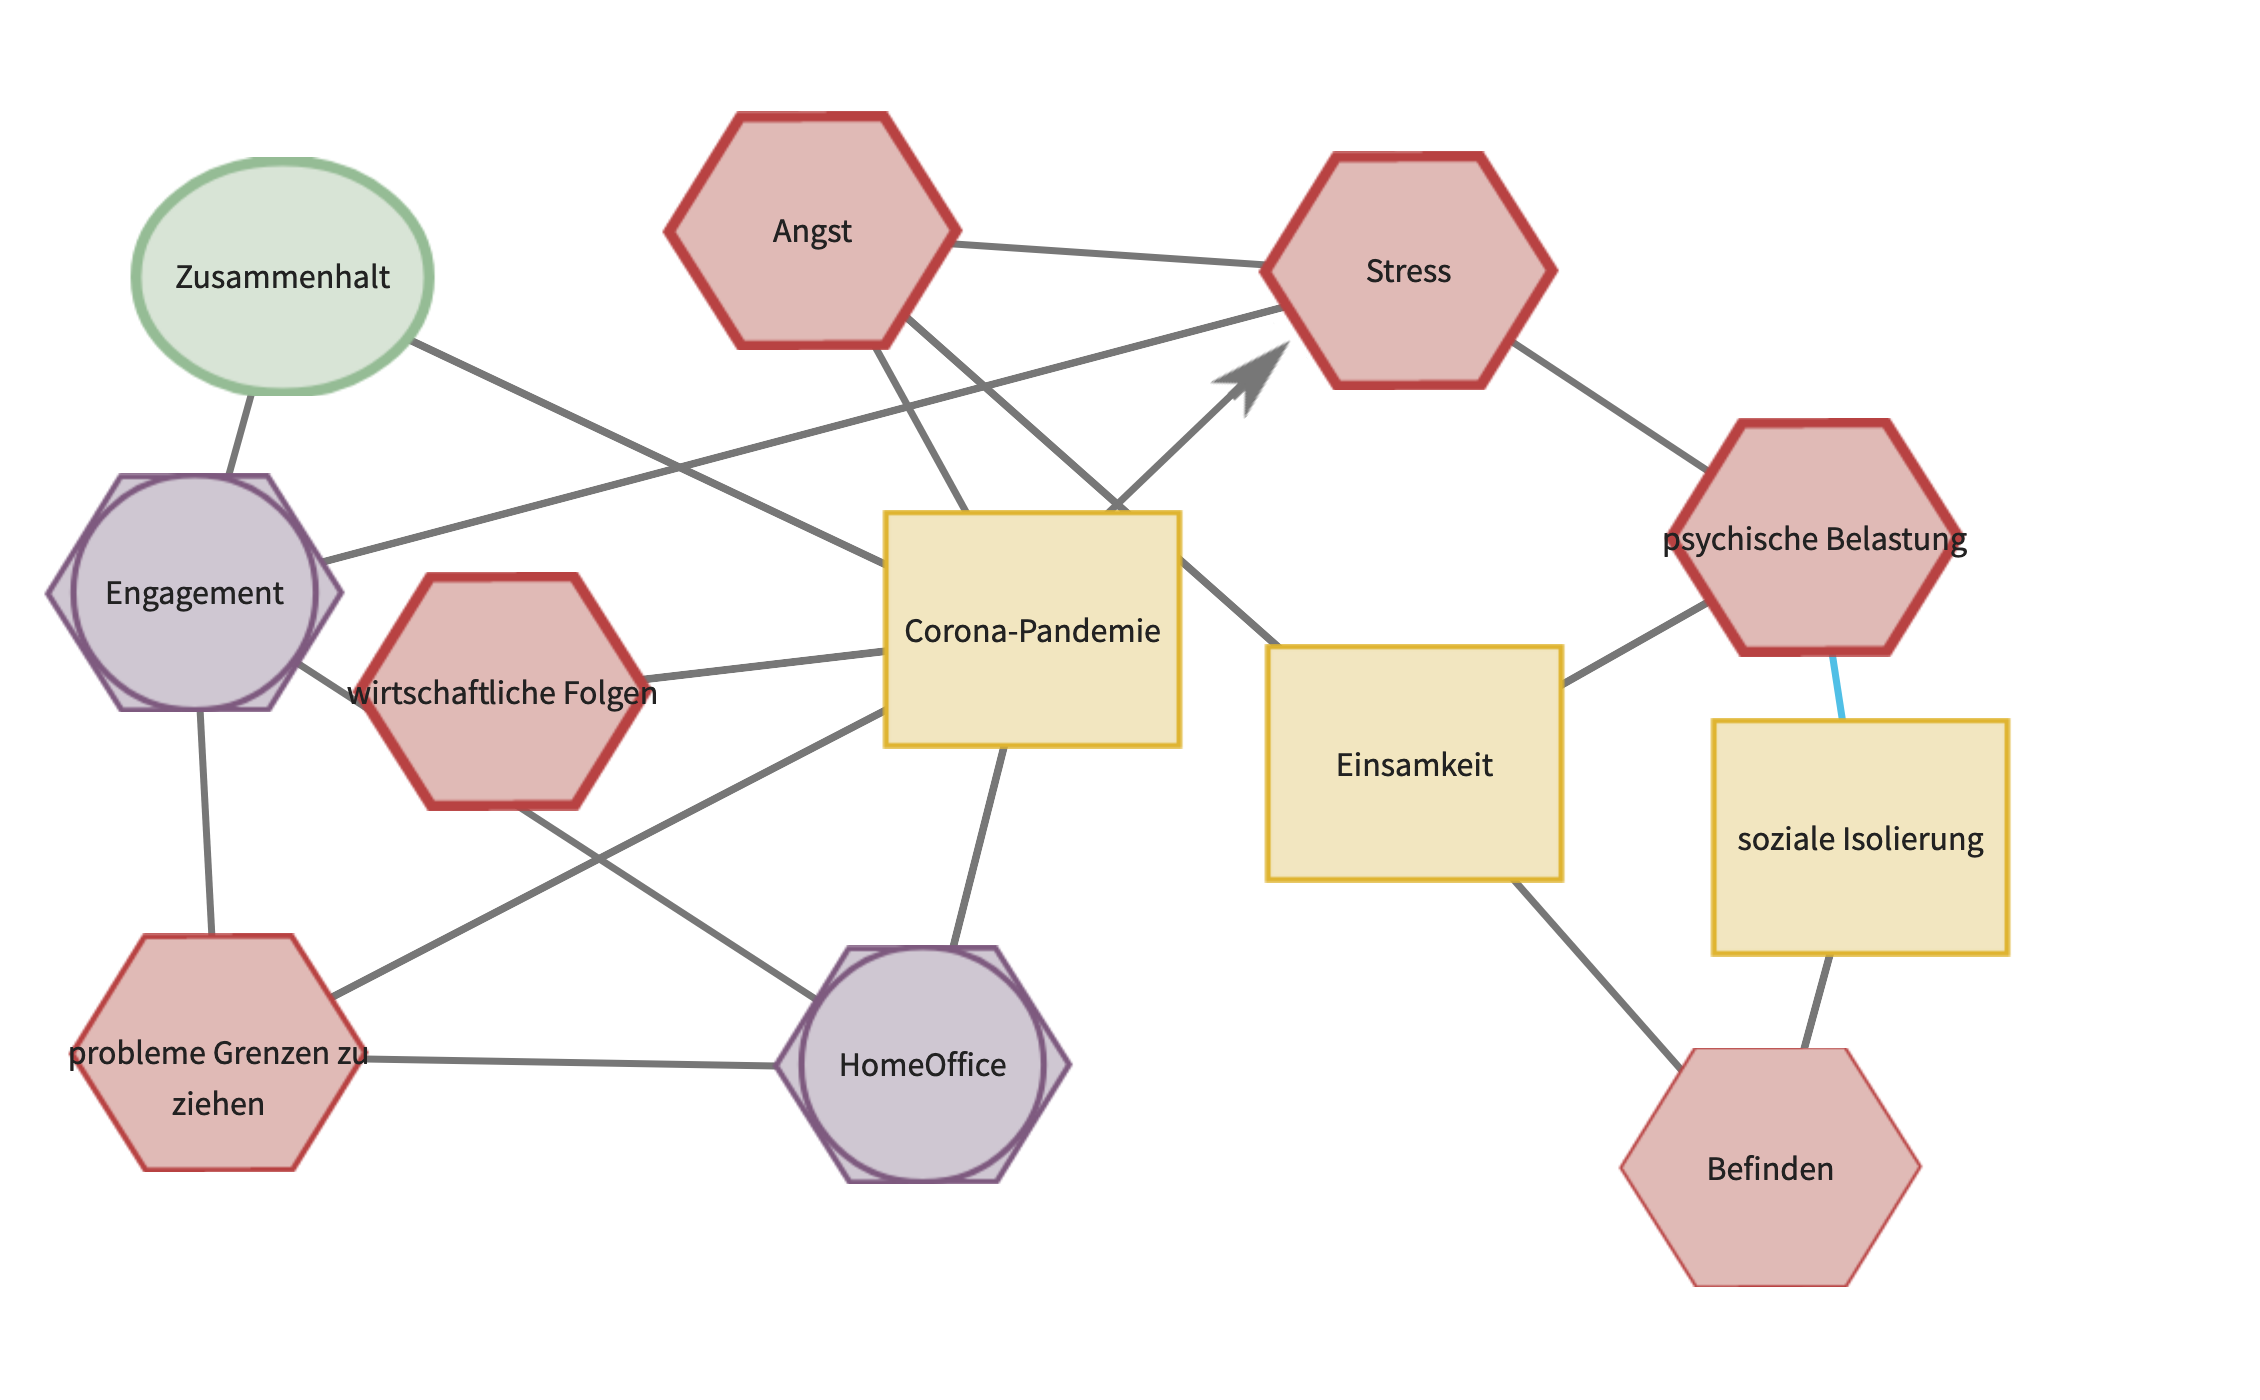 Angst
Stress
Zusammenhalt
psychische Belastung
Engagement
Corona-Pandemie
wirtschaftliche Folgen
Einsamkeit
soziale Isolierung
probleme Grenzen zu
ziehen
HomeOffice
Befinden